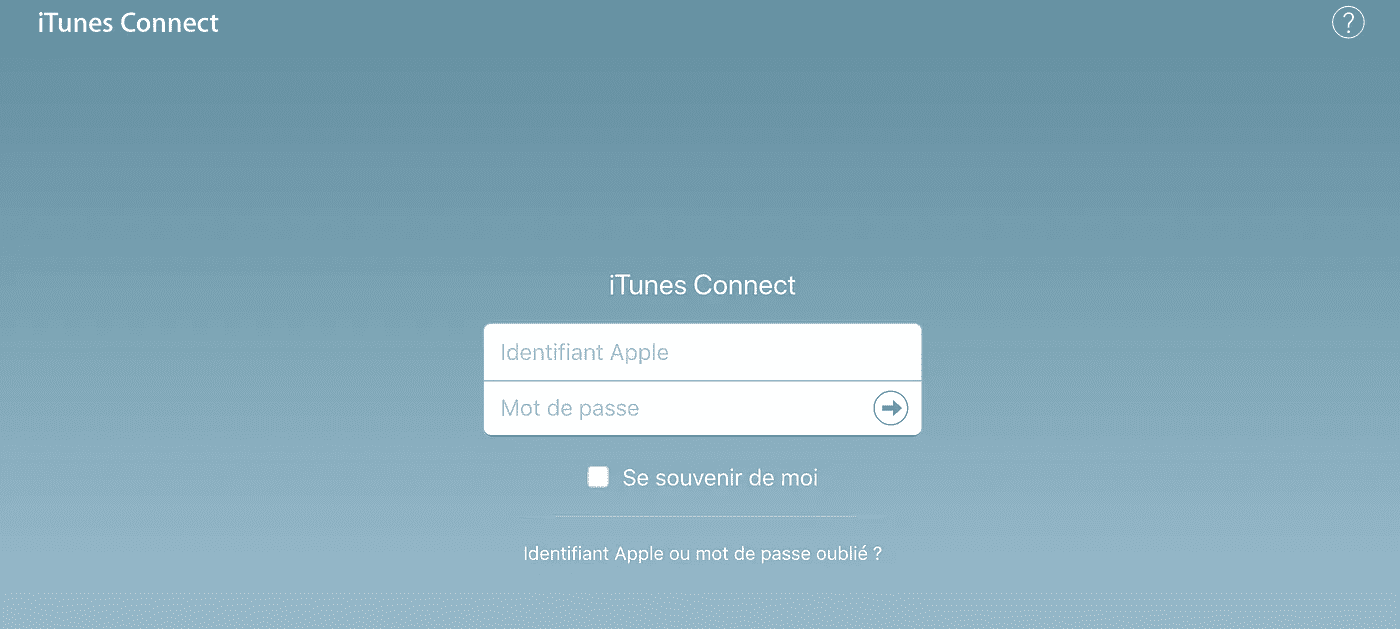 iTunes Connect
?
iTunes Connect
Identifiant Apple
Mot de passe
Se souvenir de moi
Identifiant Apple ou mot de passe oublié ?